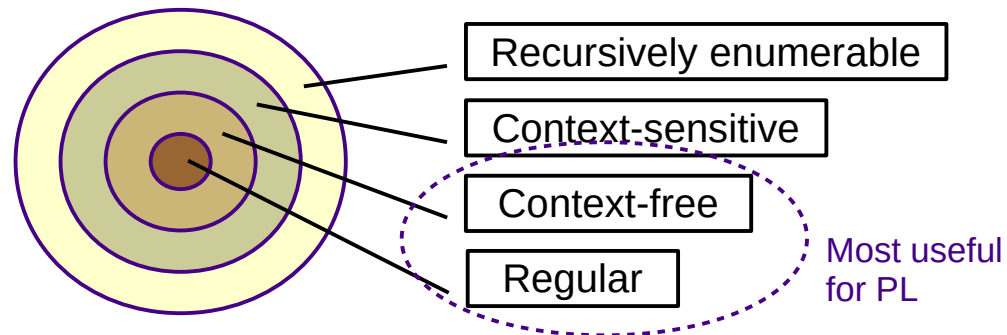 Recursively enumerable
Context-sensitive
Context-free
Regular
Most useful
for PL